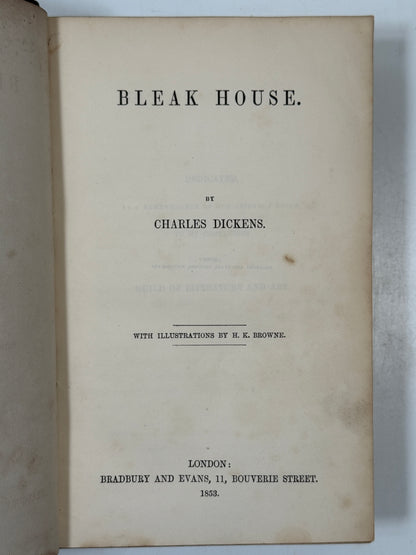 BLEAK HOUSE.
BY
CHARLES DICKENS.
WITH ILLUSTRATIONS BY H. K. BROWNE.
LONDON:
BRADBURY AND EVANS, 11, BOUVERIE STREET.
1853.